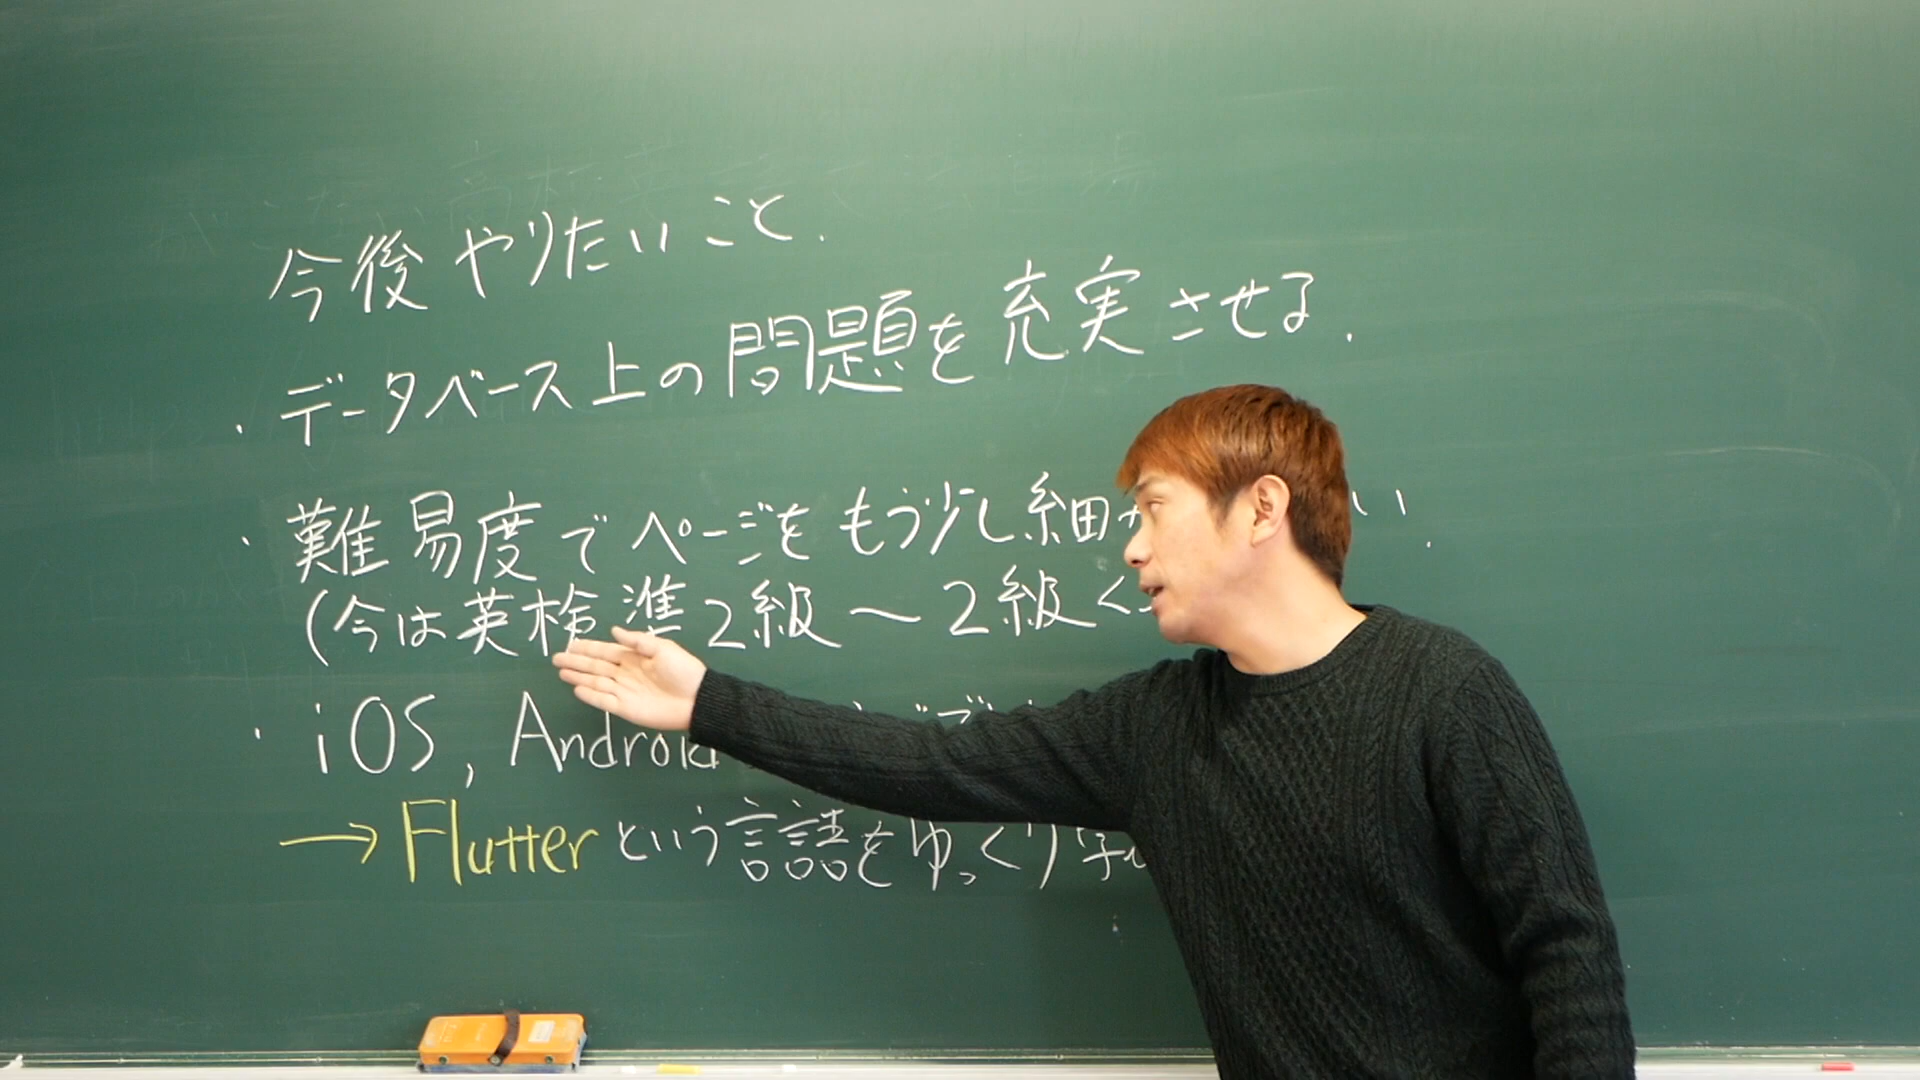 今後やりたいこと.
・データベース上の問題を充実させる.
・難易度でページをもう少し細か い.
(今は英検準2級〜2級く
・iOS, Android
→Flutterという言語をゆっくり学